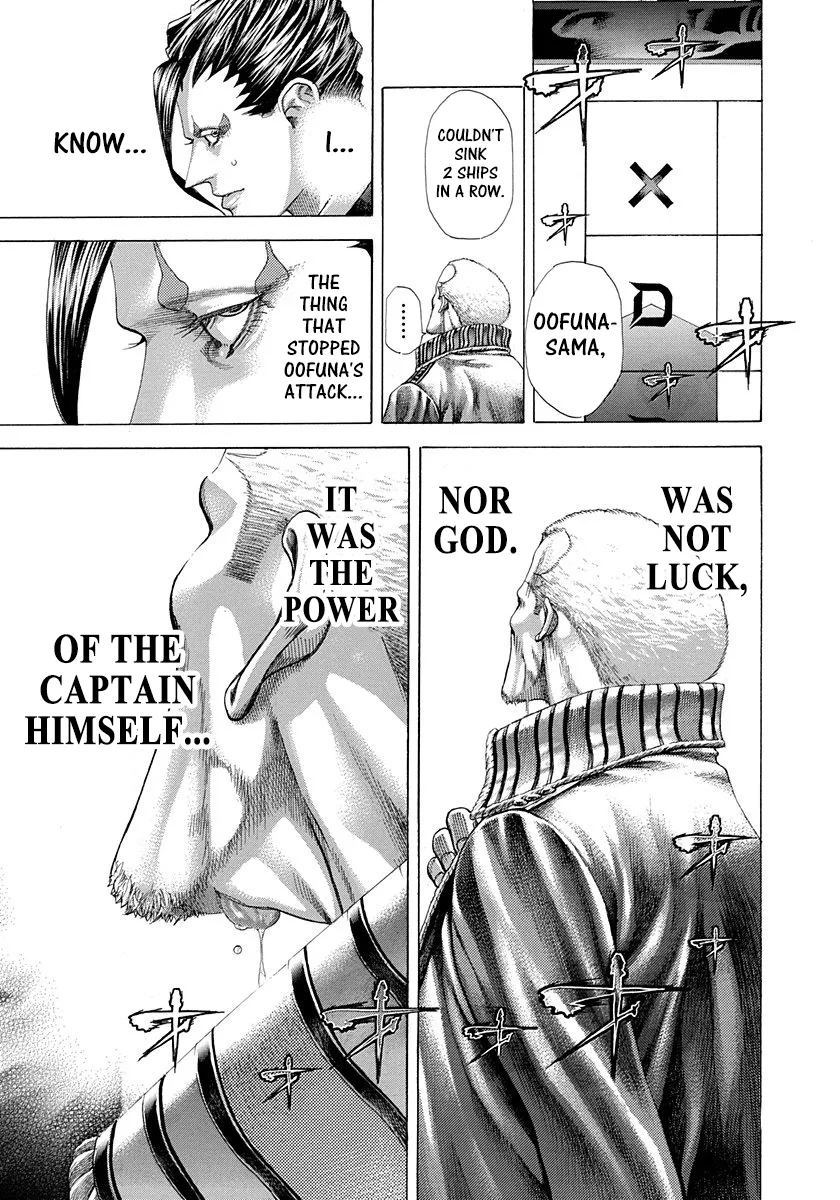 OOFUNA-
SAMA,
COULDN'T
SINK
2 SHIPS
IN A ROW.
......
I...
KNOW...
THE
THING
THAT
STOPPED
OOFUNA'S
ATTACK...
WAS
NOT
LUCK,
NOR
GOD.
IT
WAS
THE
POWER
OF THE
CAPTAIN
HIMSELF...